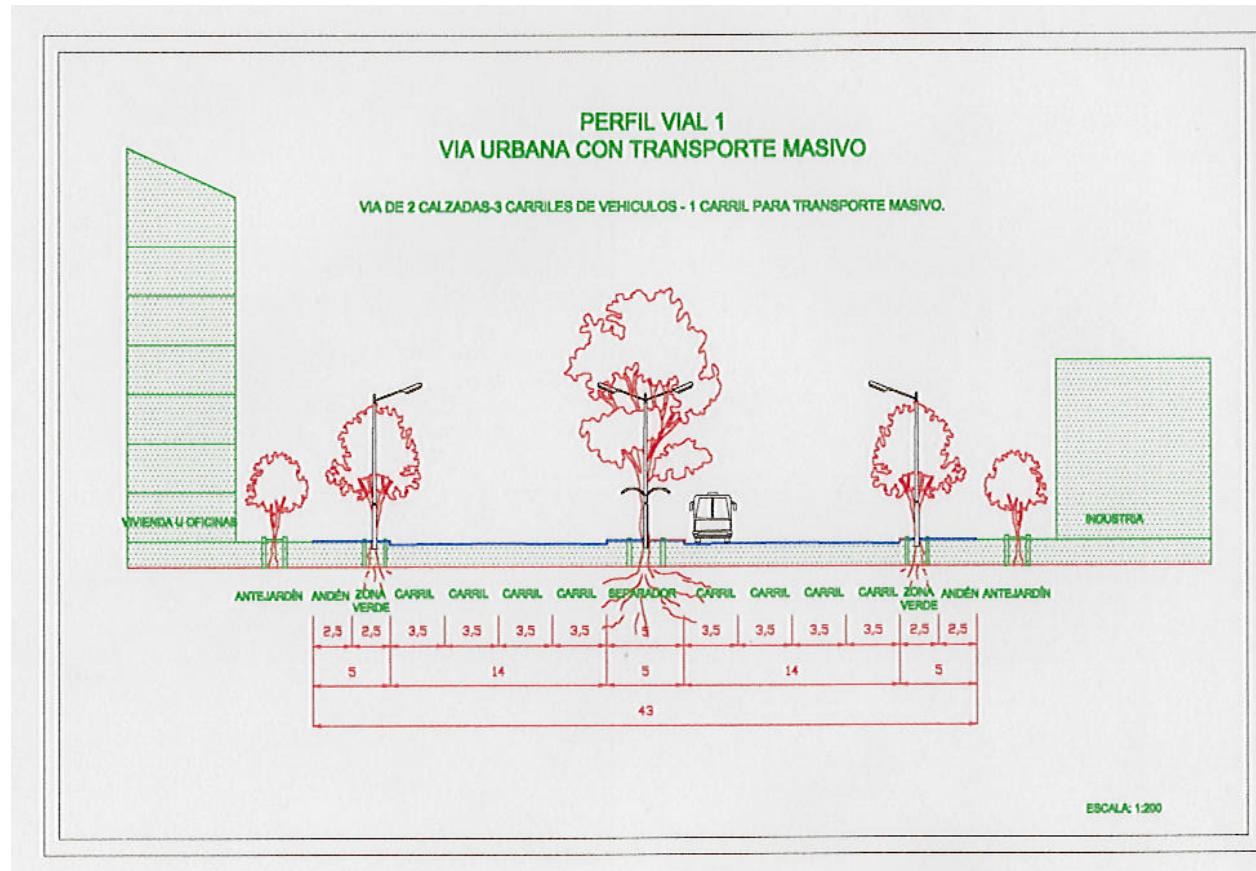 PERFIL VIAL 1
VIA URBANA CON TRANSPORTE MASIVO
VIA DE 2 CALZADAS-3 CARRILES DE VEHICULOS - 1 CARRIL PARA TRANSPORTE MASIVO.
VIVIENDA U OFICINAS
INDUSTRIA
ANTEJARDÍN ANDÉN ZONA VERDE CARRIL CARRIL CARRIL CARRIL SEPARADOR CARRIL CARRIL CARRIL CARRIL ZONA VERDE ANDÉN ANTEJARDÍN
2,5 2,5 3,5 3,5 3,5 3,5 5 3,5 3,5 3,5 3,5 2,5 2,5
5 14 5 14 5
43
ESCALA: 1:200